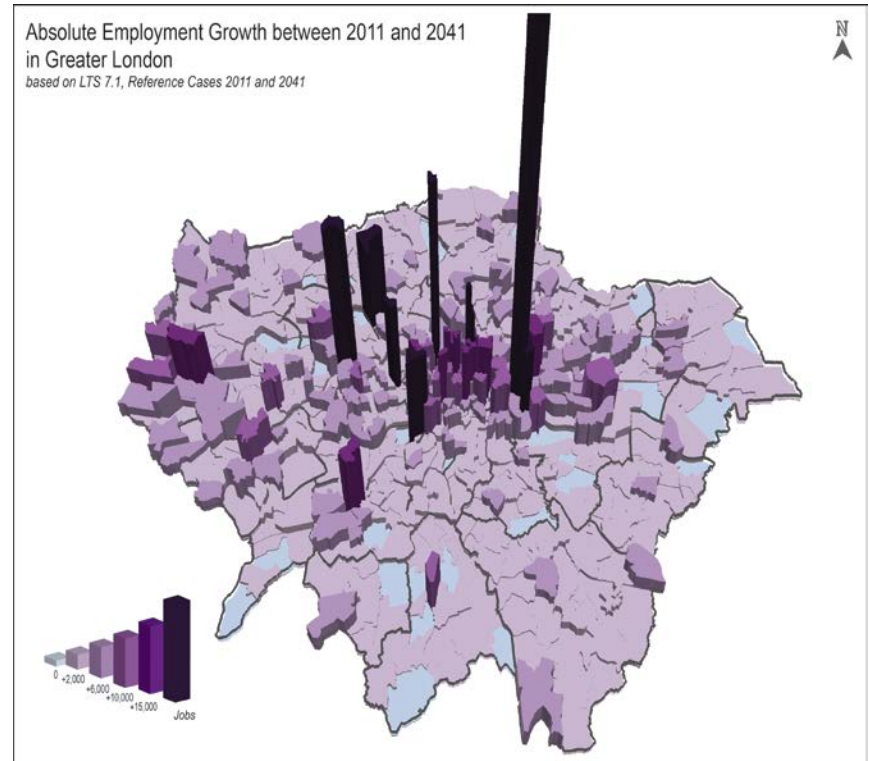 Absolute Employment Growth between 2011 and 2041
in Greater London
based on LTS 7.1, Reference Cases 2011 and 2041
N
0
+2,000
+6,000
+10,000
+15,000
Jobs